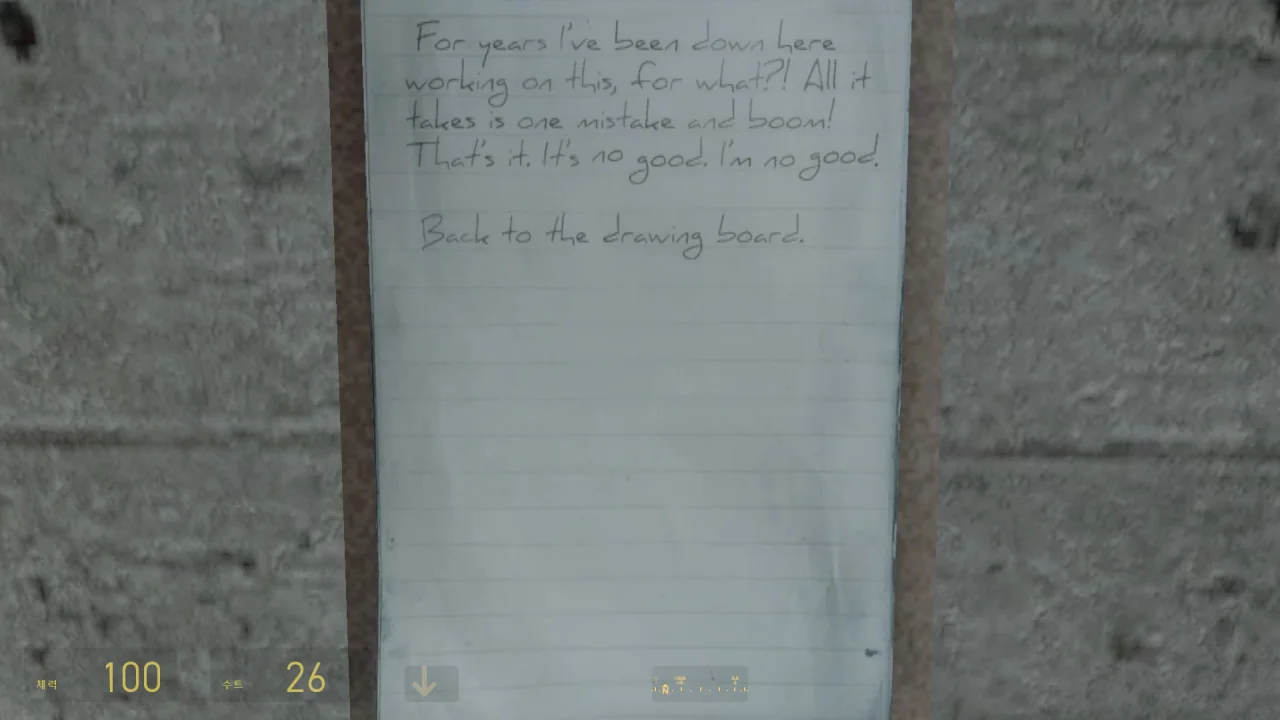 For years I've been down here
working on this, for what?! All it
takes is one mistake and boom!
That's it. It's no good. I'm no good.
Back to the drawing board.
체력 100 수트 26